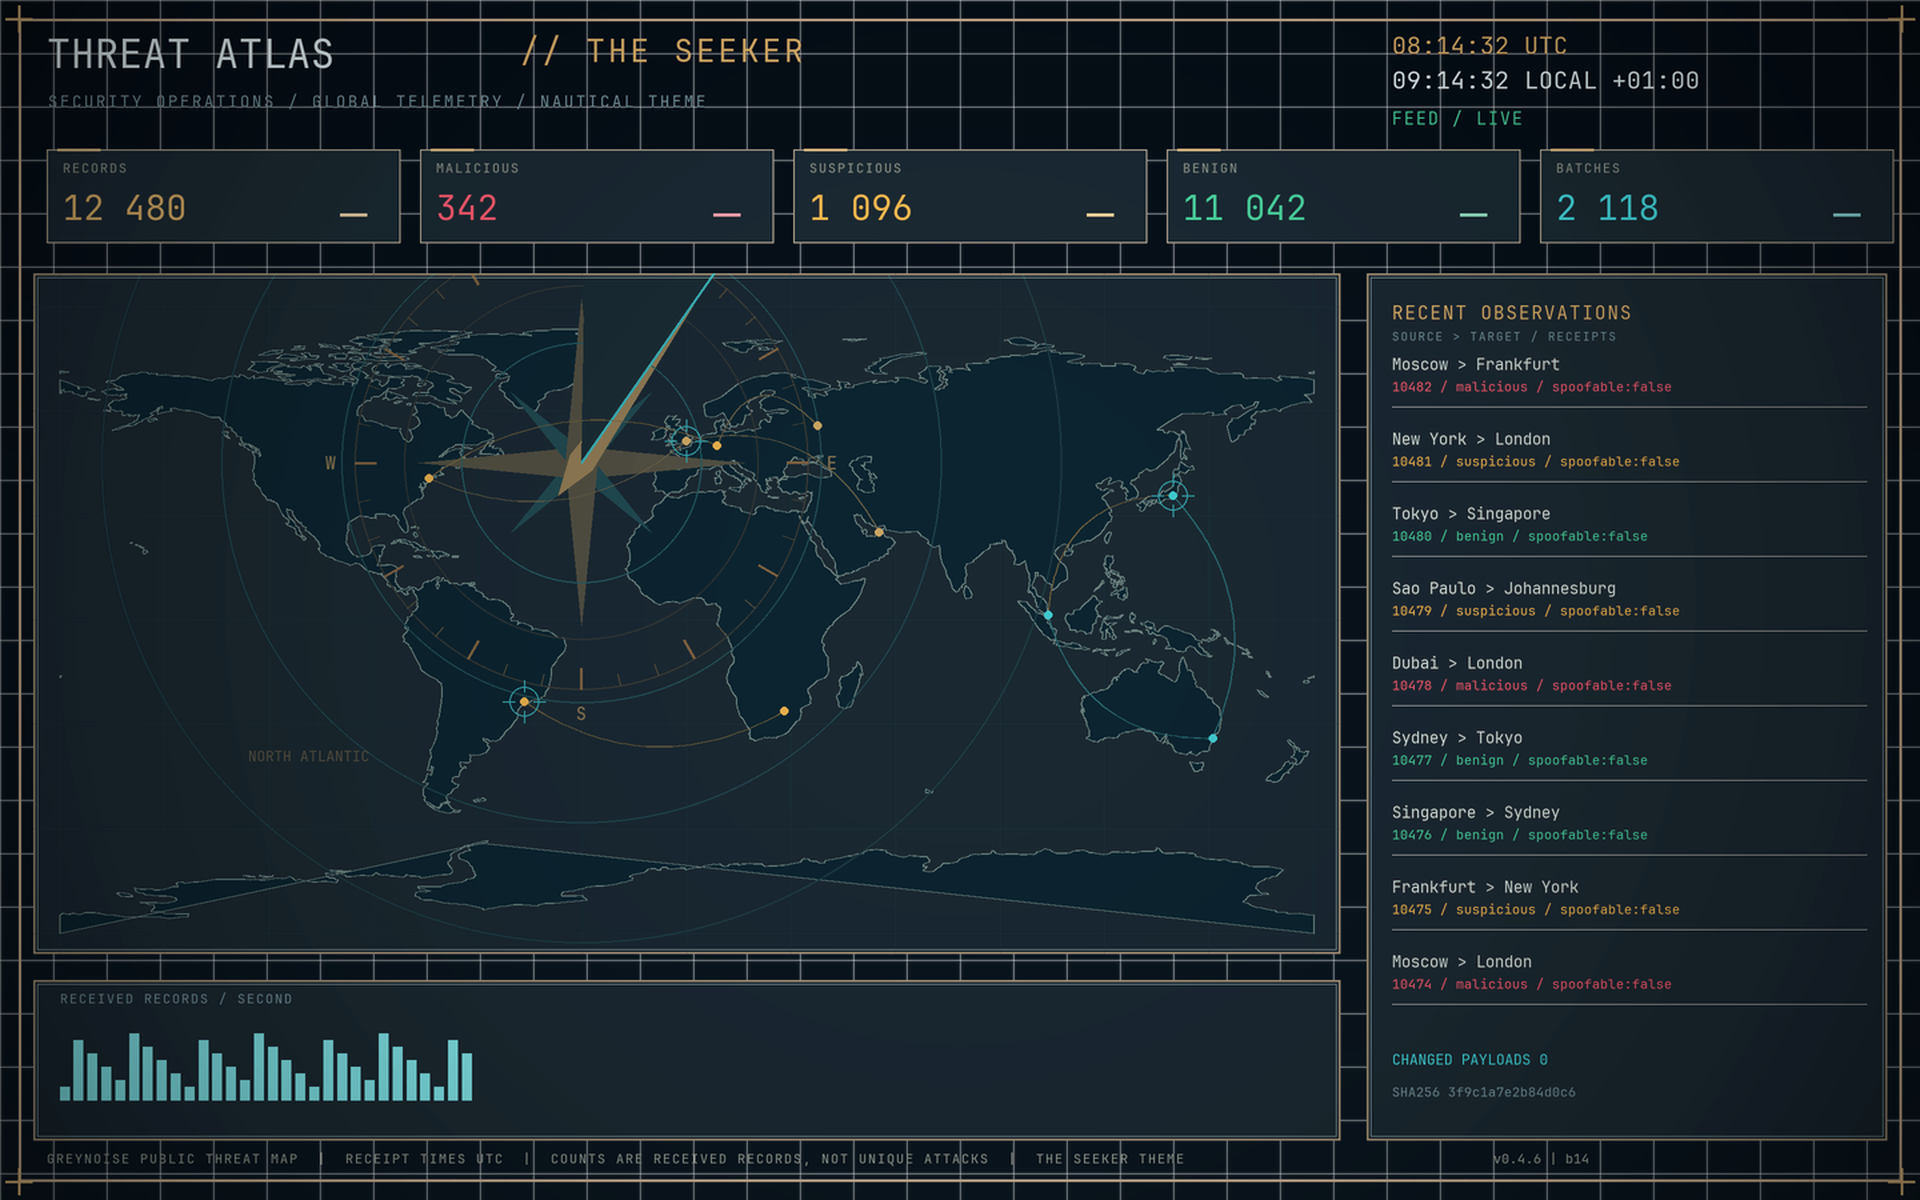 THREAT ATLAS
// THE SEEKER
SECURITY OPERATIONS / GLOBAL TELEMETRY / NAUTICAL THEME
08:14:32 UTC
09:14:32 LOCAL +01:00
FEED / LIVE
RECORDS
12 480
MALICIOUS
342
SUSPICIOUS
1 096
BENIGN
11 042
BATCHES
2 118
W
E
S
NORTH ATLANTIC
RECENT OBSERVATIONS
SOURCE > TARGET / RECEIPTS
Moscow > Frankfurt
10482 / malicious / spoofable:false
New York > London
10481 / suspicious / spoofable:false
Tokyo > Singapore
10480 / benign / spoofable:false
Sao Paulo > Johannesburg
10479 / suspicious / spoofable:false
Dubai > London
10478 / malicious / spoofable:false
Sydney > Tokyo
10477 / benign / spoofable:false
Singapore > Sydney
10476 / benign / spoofable:false
Frankfurt > New York
10475 / suspicious / spoofable:false
Moscow > London
10474 / malicious / spoofable:false
CHANGED PAYLOADS 0
SHA256 3f9c1a7e2b84d0c6
RECEIVED RECORDS / SECOND
GREYNOISE PUBLIC THREAT MAP | RECEIPT TIMES UTC | COUNTS ARE RECEIVED RECORDS, NOT UNIQUE ATTACKS | THE SEEKER THEME
v0.4.6 | b14